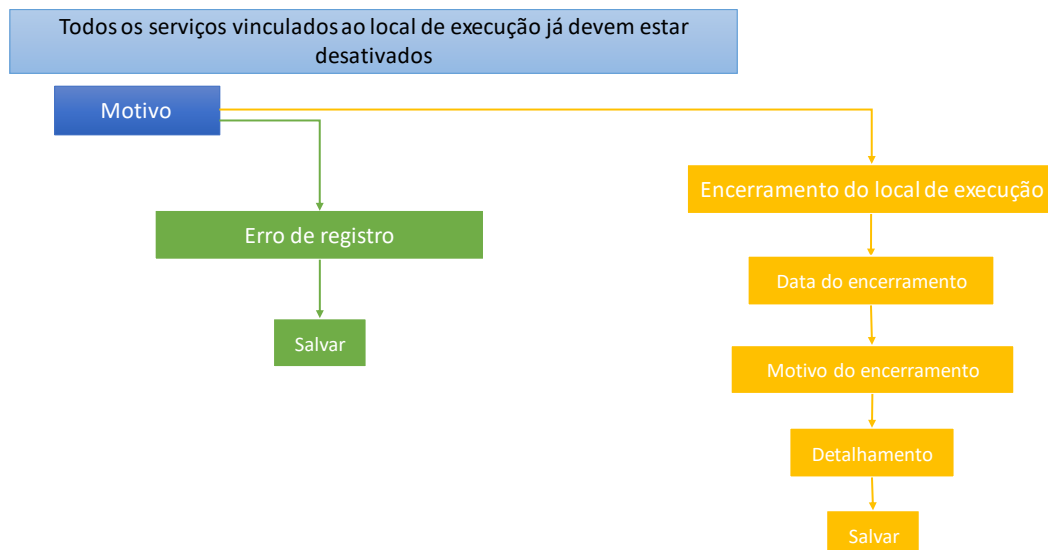 Todos os serviços vinculados ao local de execução já devem estar
desativados
Motivo
Encerramento do local de execução
Erro de registro
Data do encerramento
Salvar
Motivo do encerramento
Detalhamento
Salvar